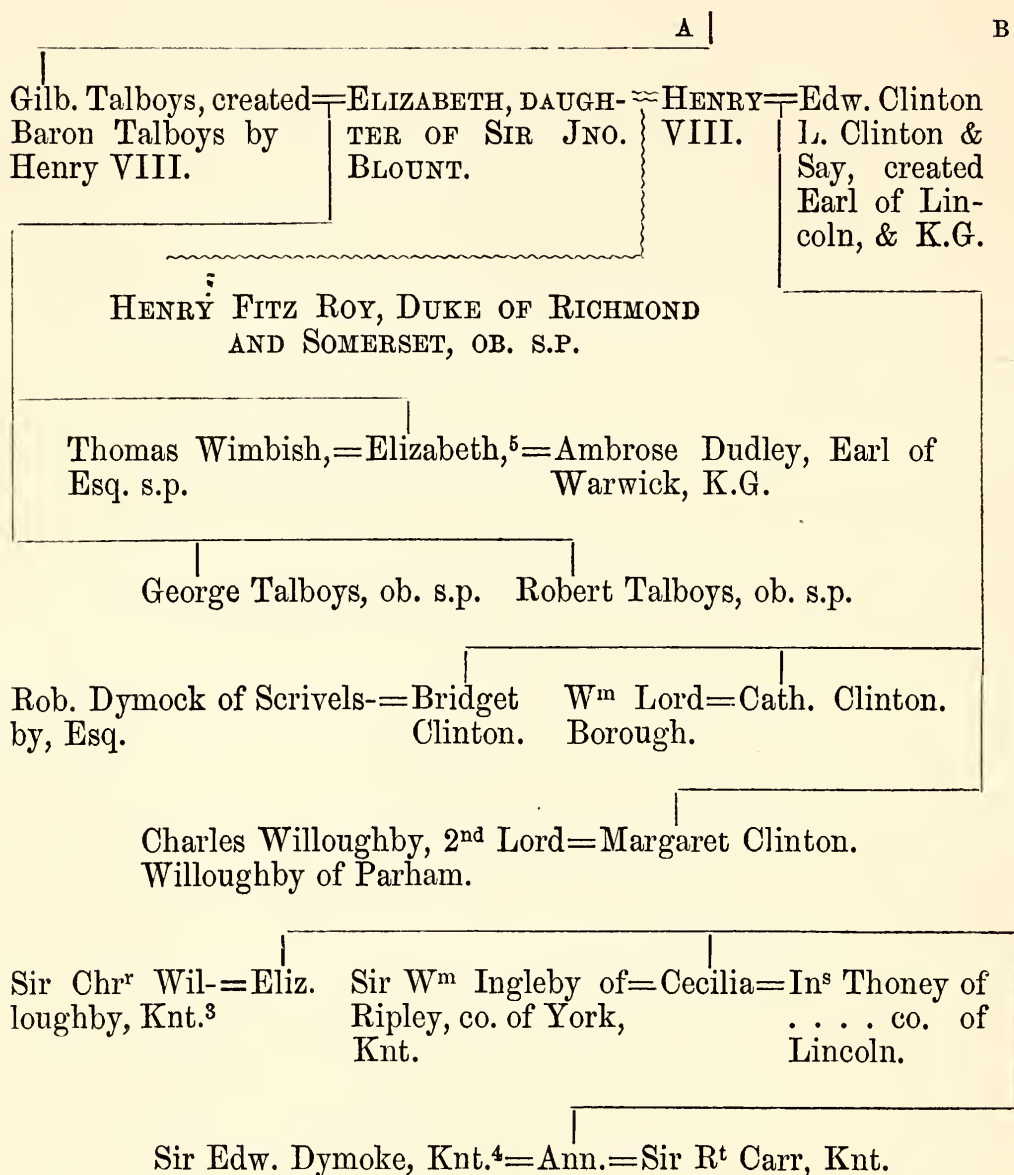 A B
Gilb. Talboys, created=ELIZABETH, DAUGH-HENRY=Edw. Clinton
Baron Talboys by TER OF SIR JNO. VIII. L. Clinton &
Henry VIII. BLOUNT. Say, created
Earl of Lin-
coln, & K.G.
HENRY FITZ ROY, DUKE OF RICHMOND
AND SOMERSET, OB. S.P.
Thomas Wimbish,=Elizabeth,⁵=Ambrose Dudley, Earl of
Esq. s.p. Warwick, K.G.
George Talboys, ob. s.p. Robert Talboys, ob. s.p.
Rob. Dymock of Scrivels-=Bridget Wᵐ Lord=Cath. Clinton.
by, Esq. Clinton. Borough.
Charles Willoughby, 2ⁿᵈ Lord=Margaret Clinton.
Willoughby of Parham.
Sir Chrʳ Wil-=Eliz. Sir Wᵐ Ingleby of=Cecilia=Inˢ Thoney of
loughby, Knt.³ Ripley, co. of York, . . . . co. of
Knt. Lincoln.
Sir Edw. Dymoke, Knt.⁴=Ann.=Sir Rᵗ Carr, Knt.